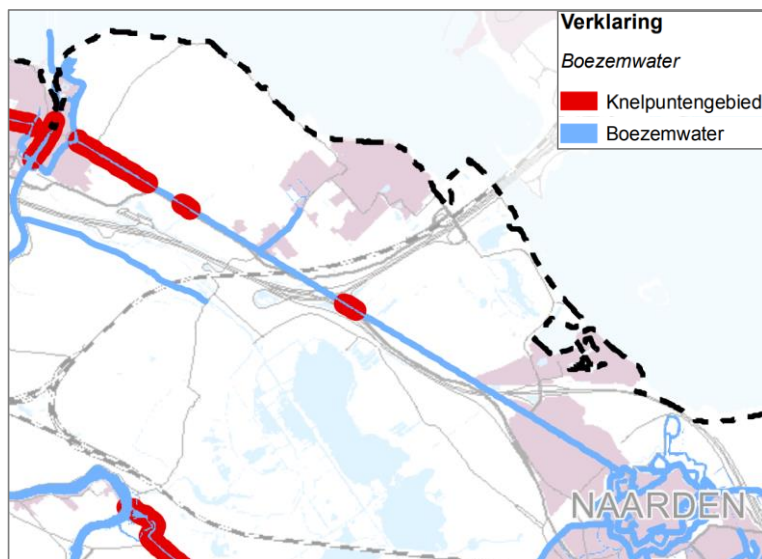 Verklaring
Boezemwater
Knelpuntengebied
Boezemwater
NAARDEN